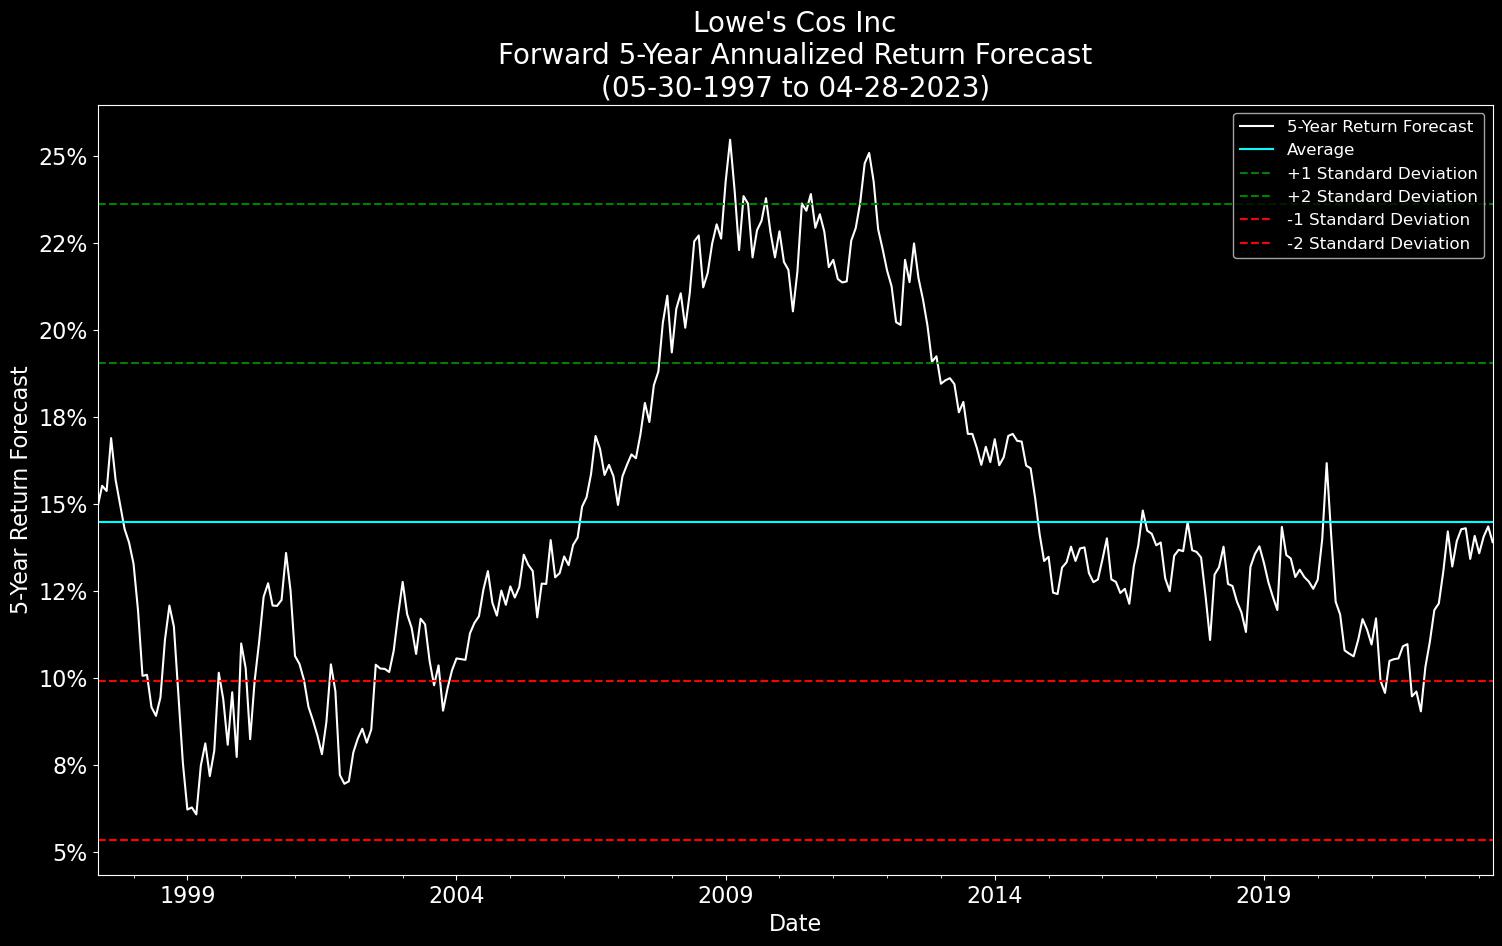 Lowe's Cos Inc
Forward 5-Year Annualized Return Forecast
(05-30-1997 to 04-28-2023)
5-Year Return Forecast
Average
+1 Standard Deviation
+2 Standard Deviation
-1 Standard Deviation
-2 Standard Deviation
25%
22%
20%
18%
15%
12%
10%
8%
5%
5-Year Return Forecast
1999 2004 2009 2014 2019
Date